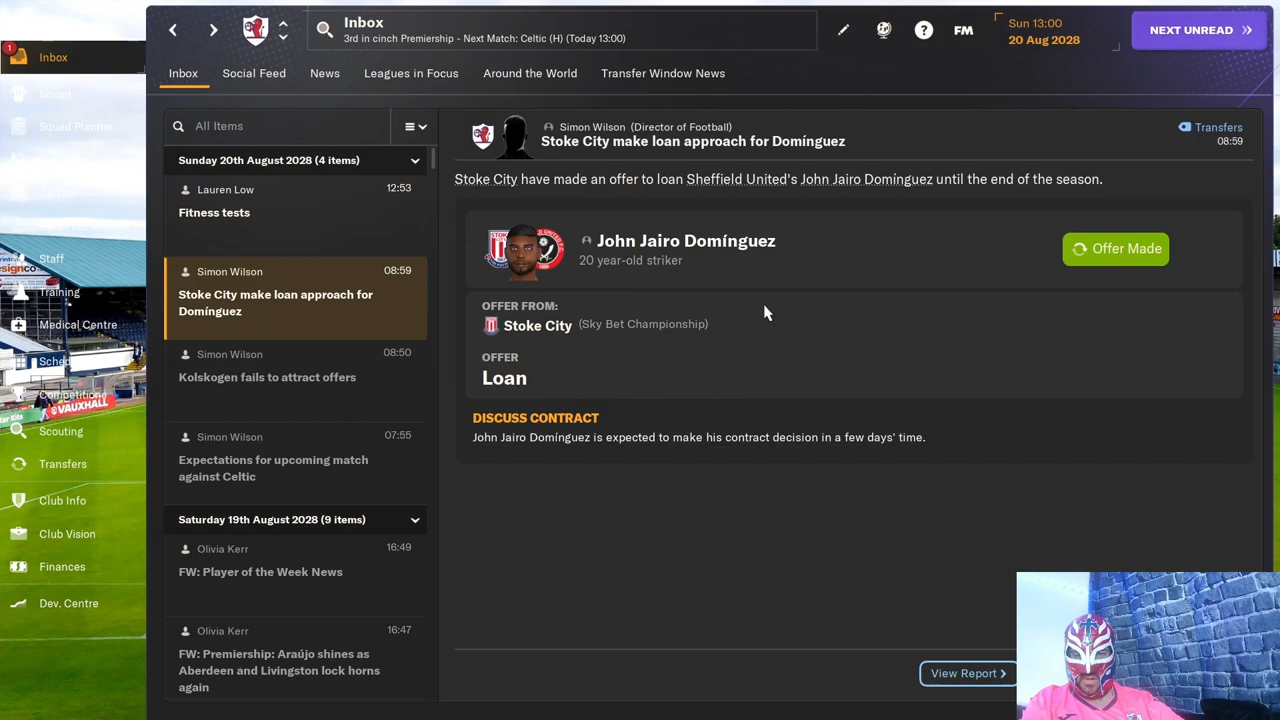 Inbox
3rd in cinch Premiership - Next Match: Celtic (H) (Today 13:00)
FM
Sun 13:00
20 Aug 2028
NEXT UNREAD
1
Inbox
Squad
Squad Planner
Staff
Training
Medical Centre
Sched
Competitions
Scouting
Transfers
Club Info
Club Vision
Finances
Dev. Centre
VAUXHALL
Inbox
Social Feed
News
Leagues in Focus
Around the World
Transfer Window News
All Items
Sunday 20th August 2028 (4 items)
Lauren Low
12:53
Fitness tests
Simon Wilson
08:59
Stoke City make loan approach for
Domínguez
Simon Wilson
08:50
Kolskogen fails to attract offers
Simon Wilson
07:55
Expectations for upcoming match
against Celtic
Saturday 19th August 2028 (9 items)
Olivia Kerr
16:49
FW: Player of the Week News
Olivia Kerr
16:47
FW: Premiership: Araújo shines as
Aberdeen and Livingston lock horns
again
Simon Wilson (Director of Football)
Stoke City make loan approach for Domínguez
Transfers
08:59
Stoke City have made an offer to loan Sheffield United's John Jairo Domínguez until the end of the season.
John Jairo Domínguez
20 year-old striker
Offer Made
OFFER FROM:
Stoke City (Sky Bet Championship)
OFFER
Loan
DISCUSS CONTRACT
John Jairo Domínguez is expected to make his contract decision in a few days' time.
View Report